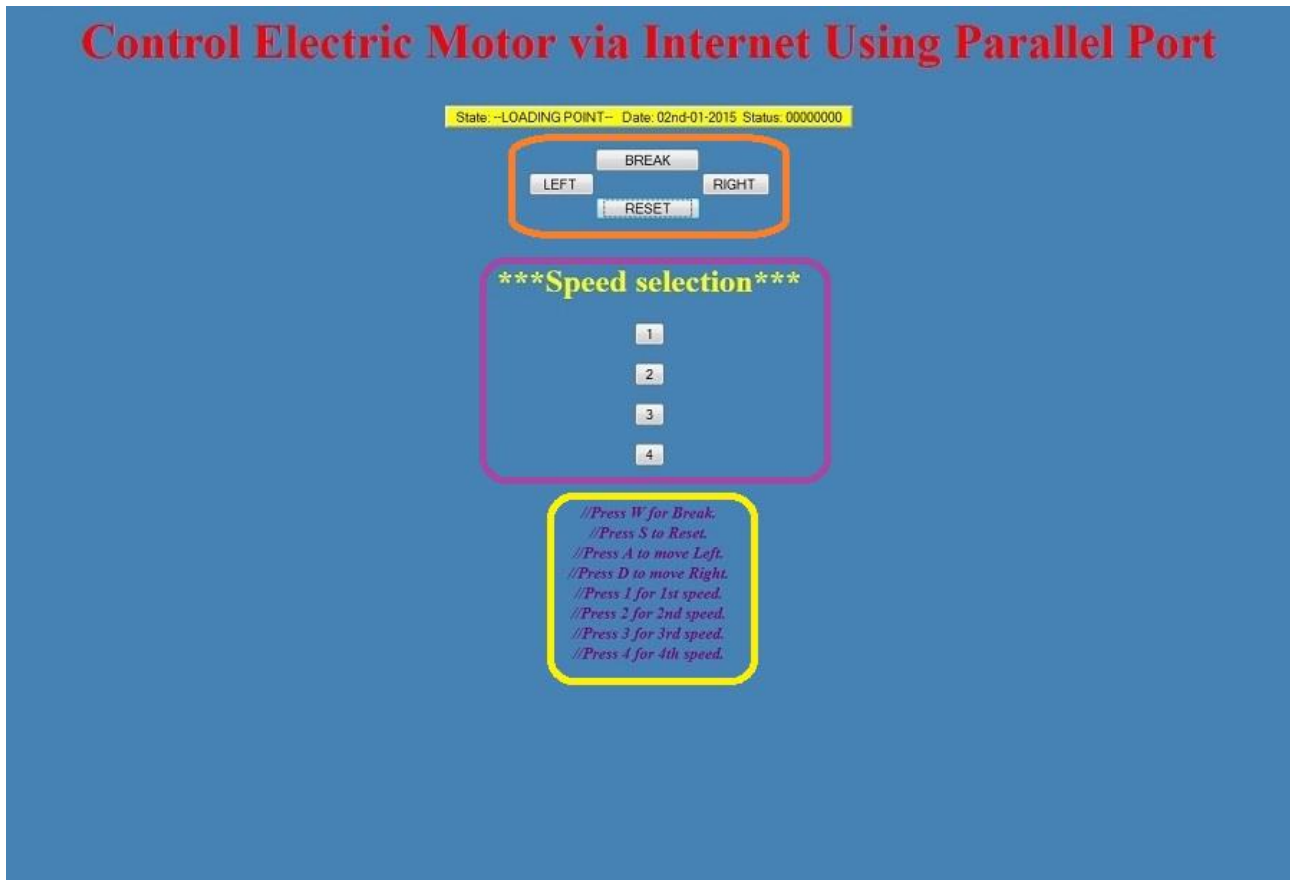 Control Electric Motor via Internet Using Parallel Port
State: --LOADING POINT-- Date: 02nd-01-2015 Status: 00000000
BREAK
LEFT RIGHT
RESET
***Speed selection***
1
2
3
4
//Press W for Break.
//Press S to Reset.
//Press A to move Left.
//Press D to move Right.
//Press 1 for 1st speed.
//Press 2 for 2nd speed.
//Press 3 for 3rd speed.
//Press 4 for 4th speed.